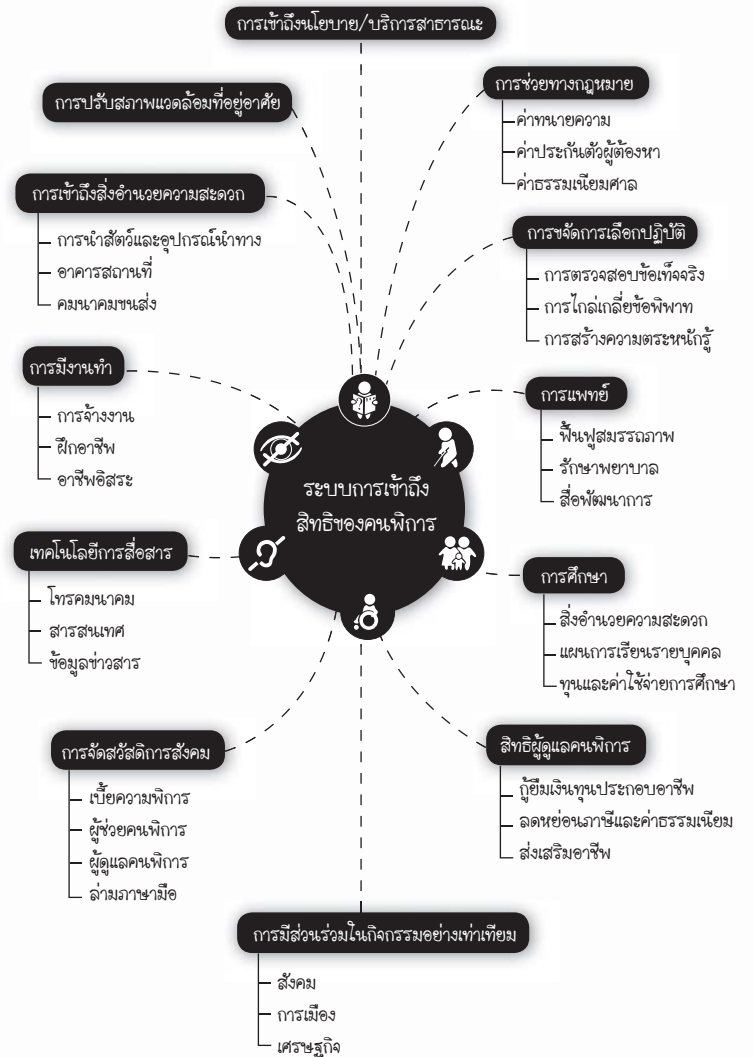 การเข้าถึงนโยบาย/บริการสาธารณะ
การปรับสภาพแวดล้อมที่อยู่อาศัย
การช่วยทางกฎหมาย
ค่าทนายความ
ค่าประกันตัวผู้ต้องหา
ค่าธรรมเนียมศาล
การเข้าถึงสิ่งอำนวยความสะดวก
การนำสัตว์และอุปกรณ์นำทาง
อาคารสถานที่
คมนาคมขนส่ง
การขจัดการเลือกปฏิบัติ
การตรวจสอบข้อเท็จจริง
การไกล่เกลี่ยข้อพิพาท
การสร้างความตระหนักรู้
การมีงานทำ
การจ้างงาน
ฝึกอาชีพ
อาชีพอิสระ
การแพทย์
ฟื้นฟูสมรรถภาพ
รักษาพยาบาล
สื่อพัฒนาการ
ระบบการเข้าถึง
สิทธิของคนพิการ
เทคโนโลยีการสื่อสาร
โทรคมนาคม
สารสนเทศ
ข้อมูลข่าวสาร
การศึกษา
สิ่งอำนวยความสะดวก
แผนการเรียนรายบุคคล
ทุนและค่าใช้จ่ายการศึกษา
การจัดสวัสดิการสังคม
เบี้ยความพิการ
ผู้ช่วยคนพิการ
ผู้ดูแลคนพิการ
ล่ามภาษามือ
สิทธิผู้ดูแลคนพิการ
กู้ยืมเงินทุนประกอบอาชีพ
ลดหย่อนภาษีและค่าธรรมเนียม
ส่งเสริมอาชีพ
การมีส่วนร่วมในกิจกรรมอย่างเท่าเทียม
สังคม
การเมือง
เศรษฐกิจ